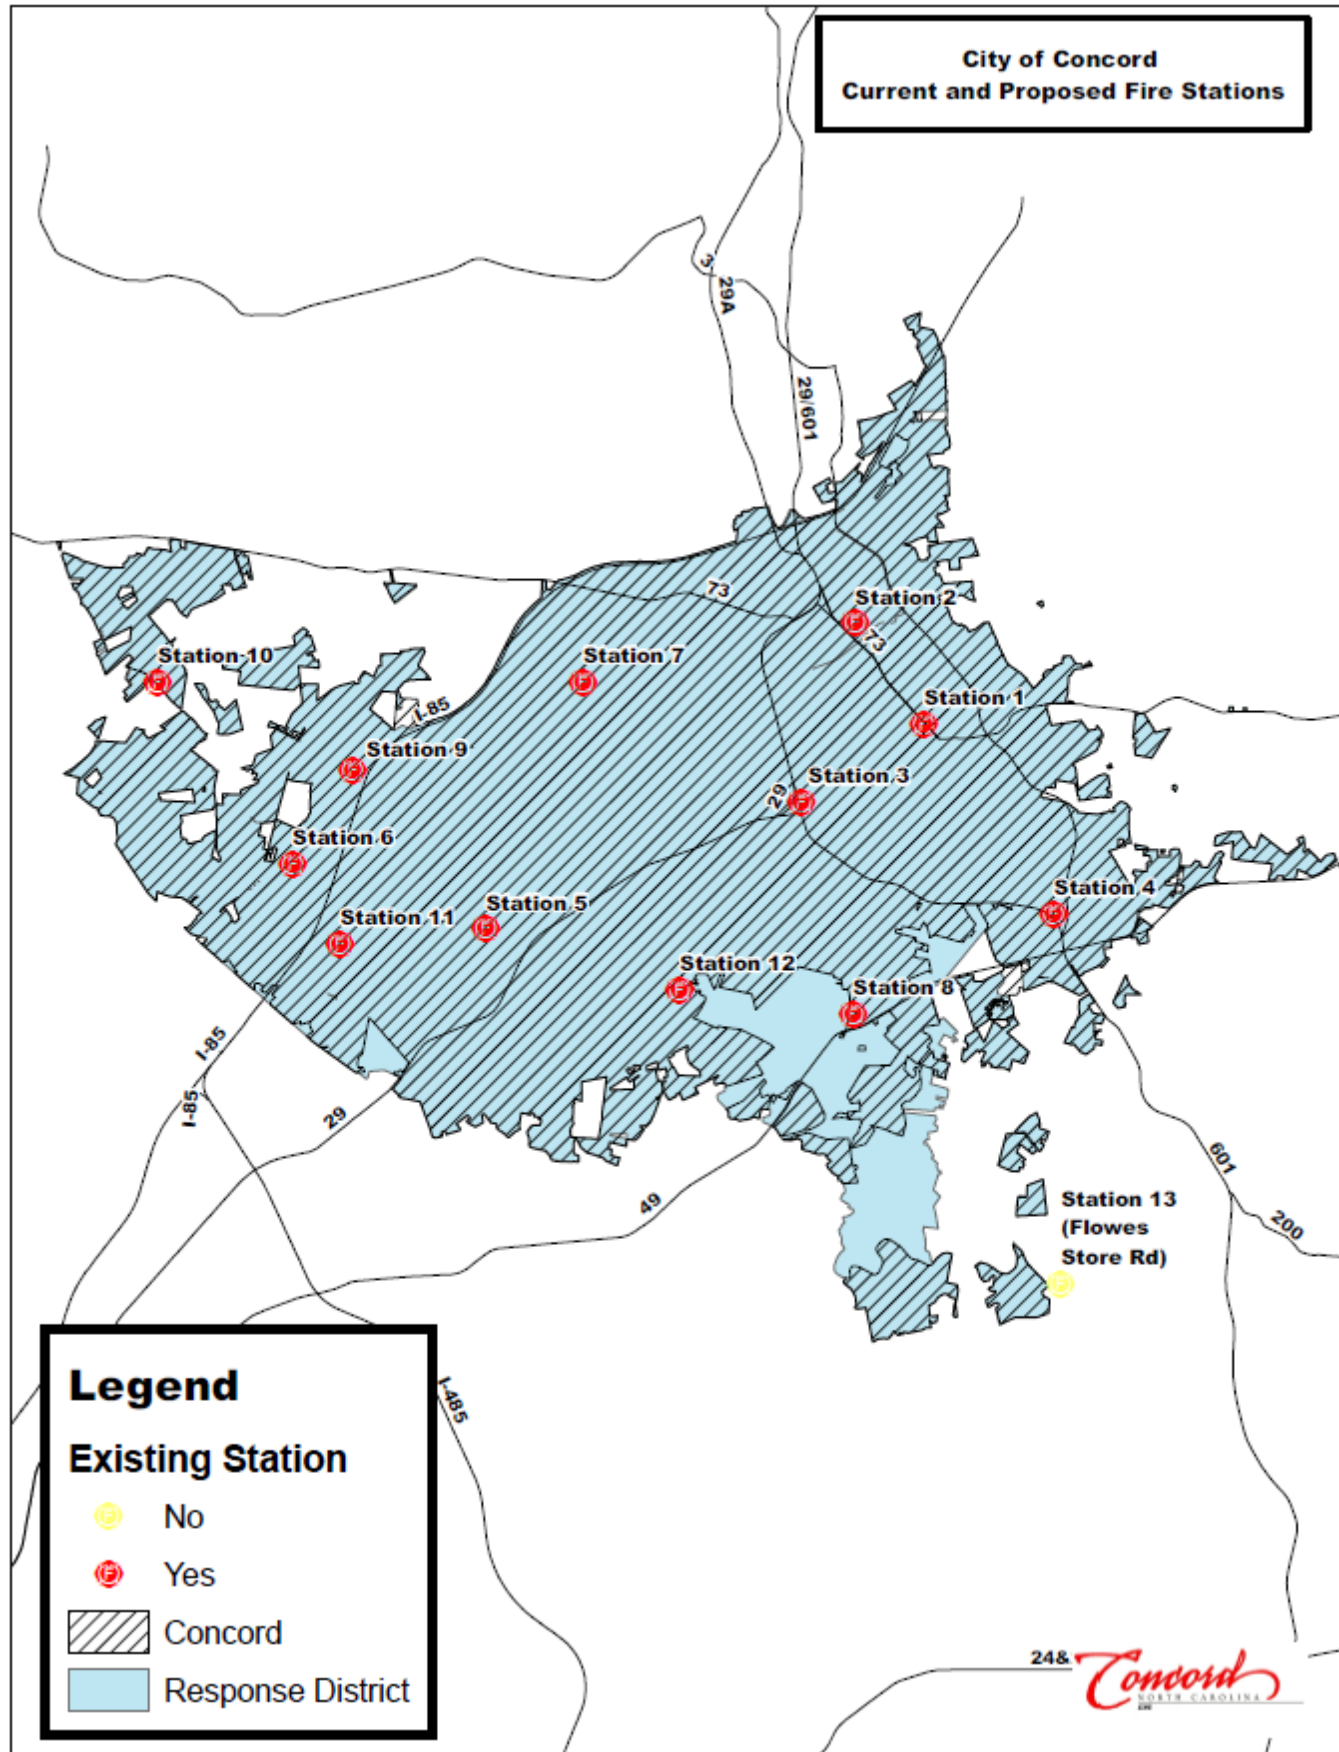 City of Concord
Current and Proposed Fire Stations
3
29A
29/601
73
Station 2
73
Station 10
Station 7
I-85
Station 1
Station 9
Station 3
29
Station 6
Station 4
Station 5
Station 11
Station 12
Station 8
I-85
I-85
29
49
601
200
Station 13
(Flowes
Store Rd)
I-485
Legend
Existing Station
No
Yes
Concord
Response District
24&
Concord
NORTH CAROLINA